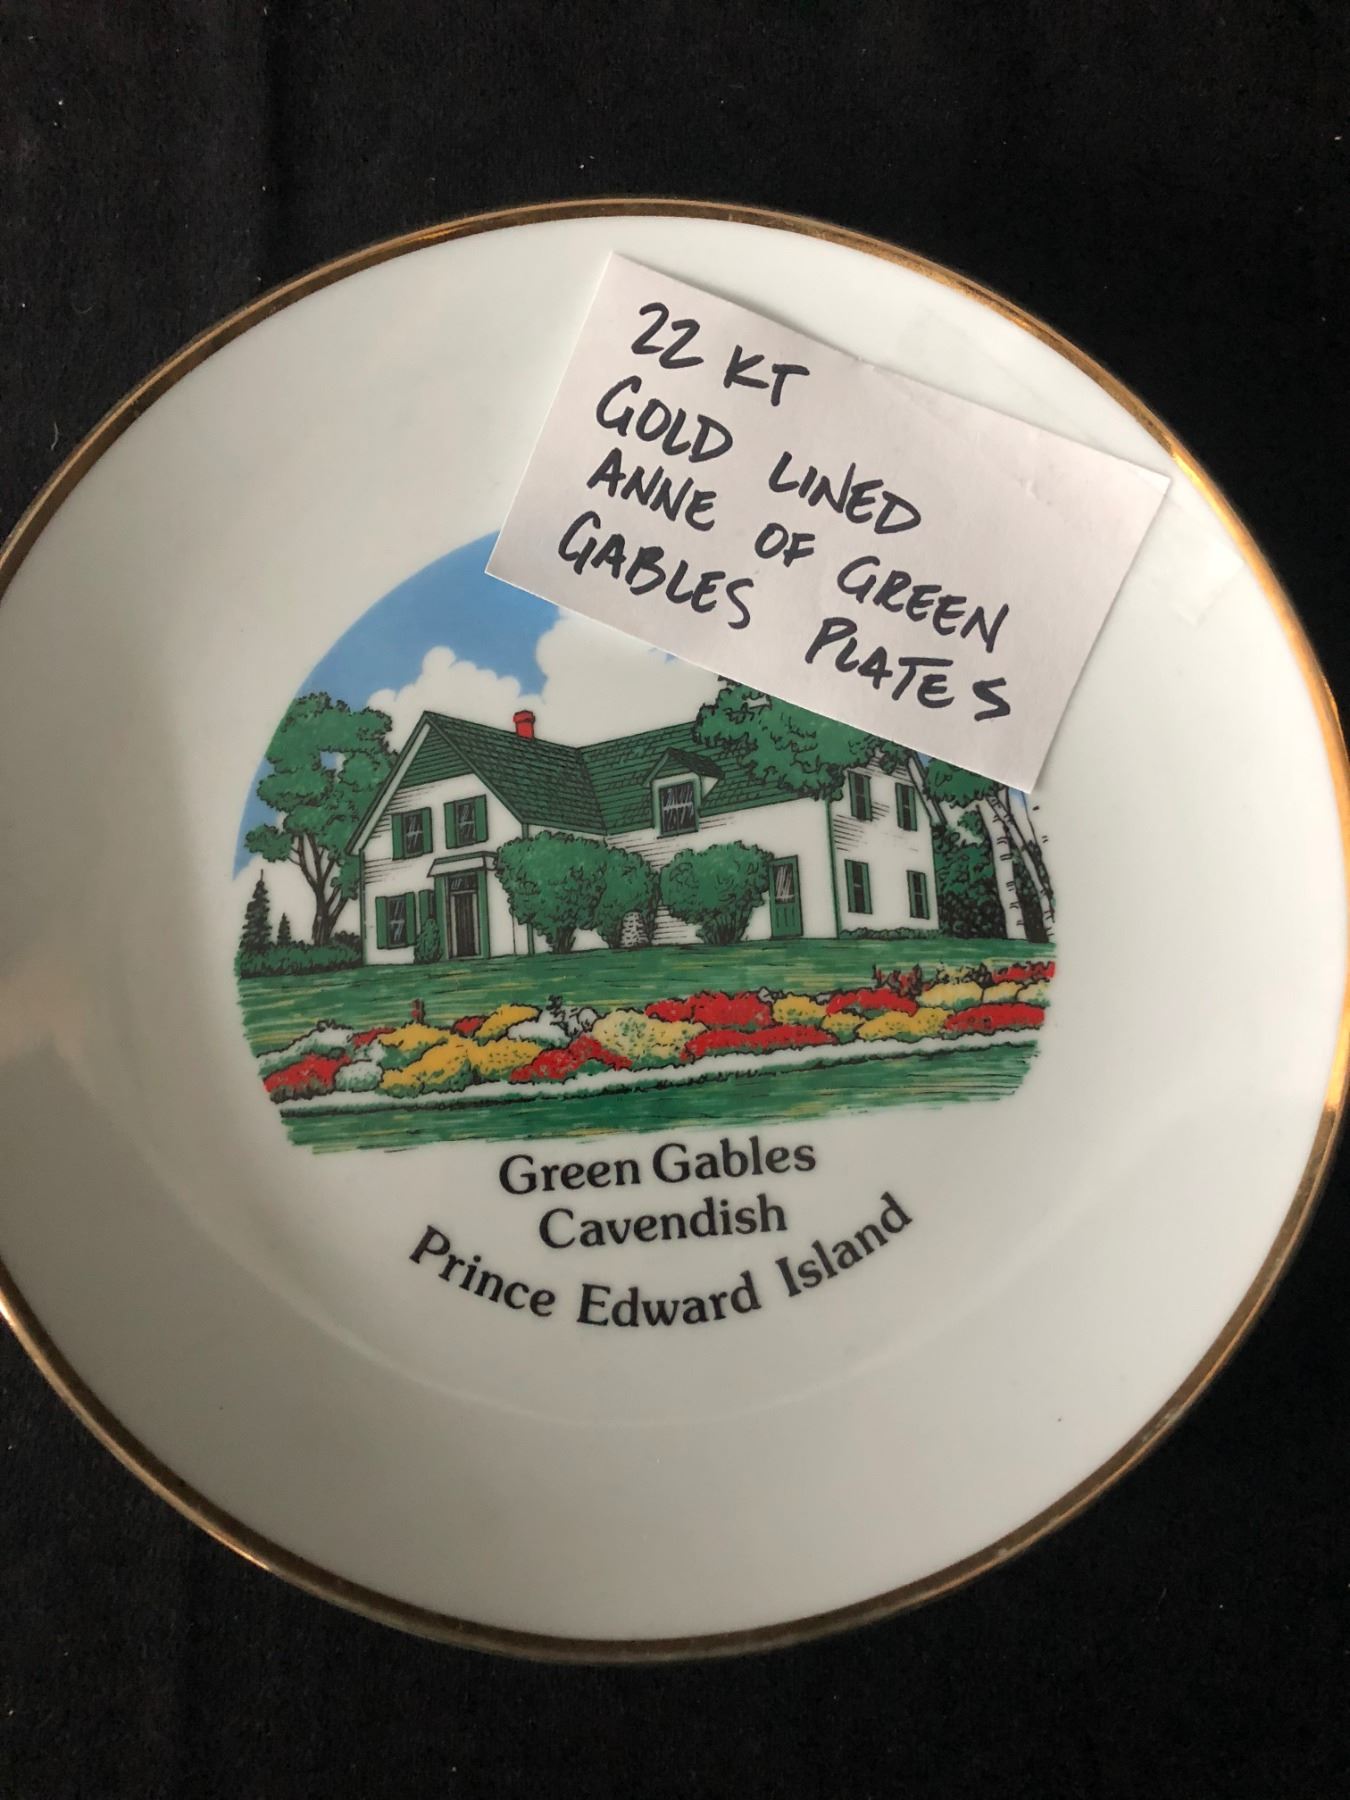 22 KT
GOLD LINED
ANNE OF GREEN
GABLES PLATES
Green Gables
Cavendish
Prince Edward Island